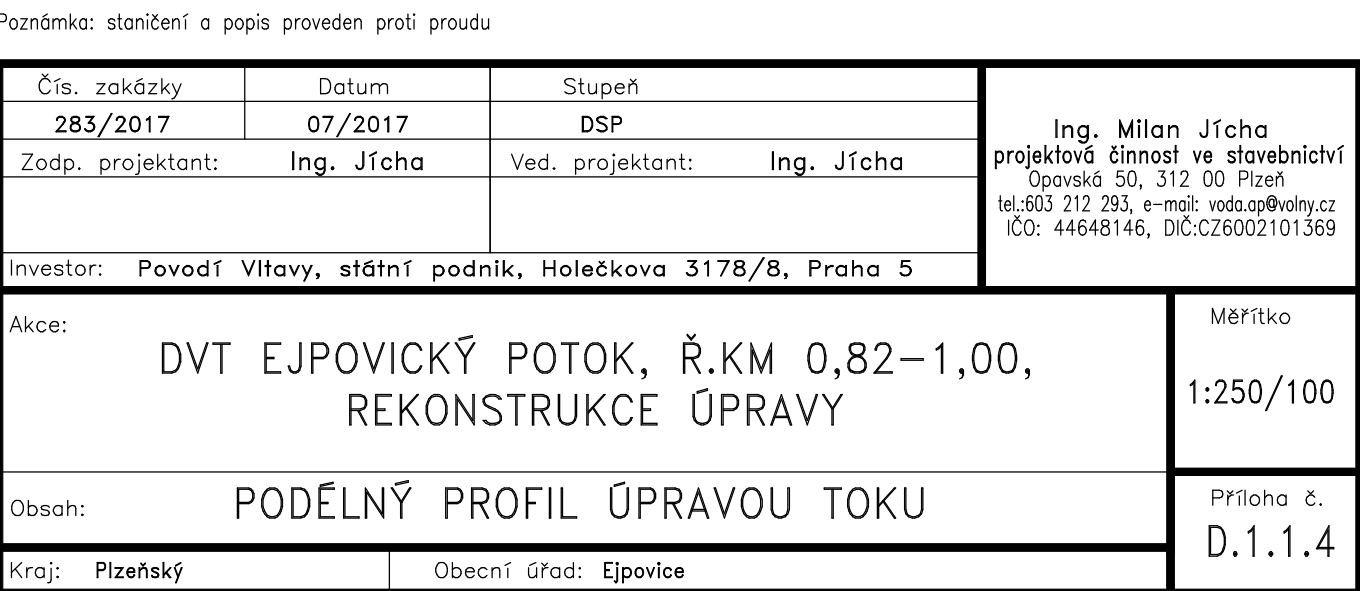 Poznámka: staničení a popis proveden proti proudu
Čís. zakázky Datum Stupeň
283/2017 07/2017 DSP
Zodp. projektant: Ing. Jícha Ved. projektant: Ing. Jícha
Investor: Povodí Vltavy, státní podnik, Holečkova 3178/8, Praha 5
Ing. Milan Jícha
projektová činnost ve stavebnictví
Opavská 50, 312 00 Plzeň
tel.:603 212 293, e-mail: voda.ap@volny.cz
IČO: 44648146, DIČ:CZ6002101369
Akce:
DVT EJPOVICKÝ POTOK, Ř.KM 0,82-1,00,
REKONSTRUKCE ÚPRAVY
Měřítko
1:250/100
Obsah: PODÉLNÝ PROFIL ÚPRAVOU TOKU
Příloha č.
D.1.1.4
Kraj: Plzeňský Obecní úřad: Ejpovice